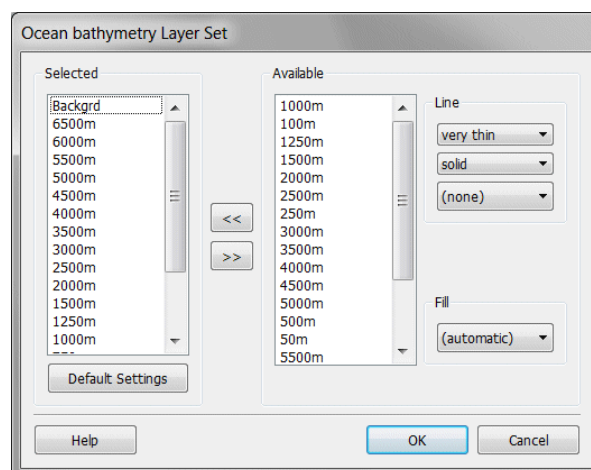 Ocean bathymetry Layer Set
Selected
Backgrd
6500m
6000m
5500m
5000m
4500m
4000m
3500m
3000m
2500m
2000m
1500m
1250m
1000m
Default Settings
<<
>>
Available
1000m
100m
1250m
1500m
2000m
2500m
250m
3000m
3500m
4000m
4500m
5000m
500m
50m
5500m
Line
very thin
solid
(none)
Fill
(automatic)
Help
OK
Cancel